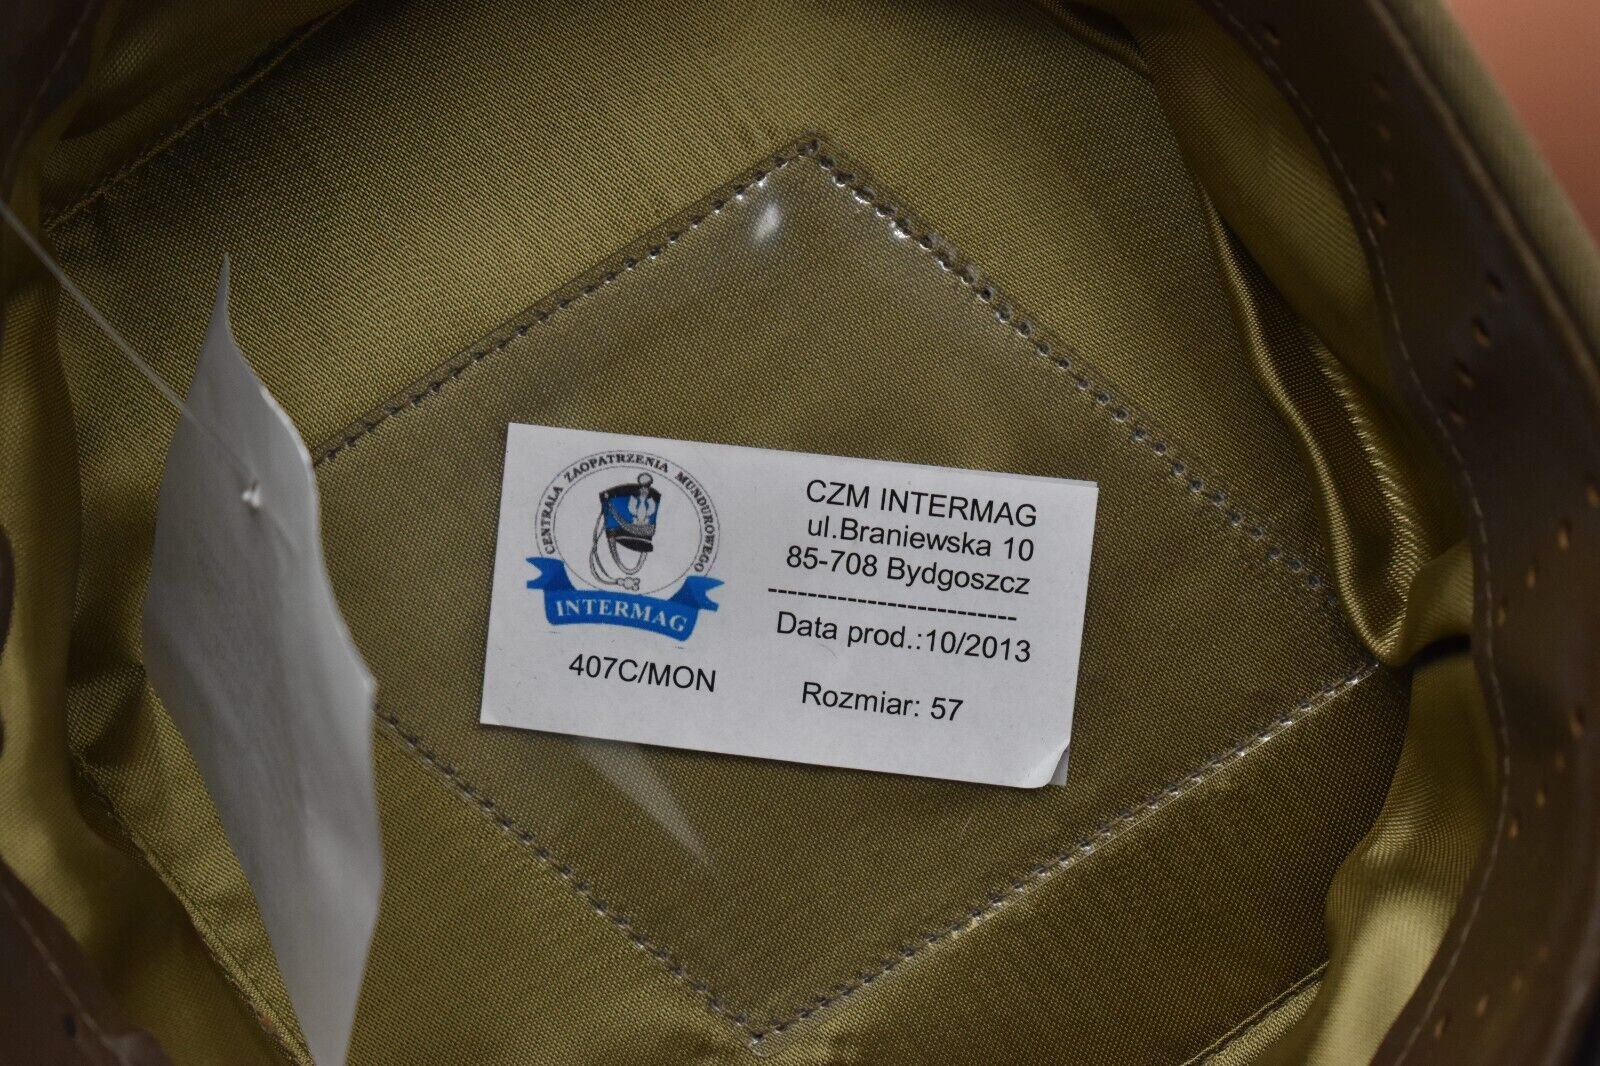 CENTRALA ZAOPATRZENIA MUNDUROWEGO
INTERMAG
407C/MON
CZM INTERMAG
ul.Braniewska 10
85-708 Bydgoszcz
--------------------------
Data prod.:10/2013
Rozmiar: 57